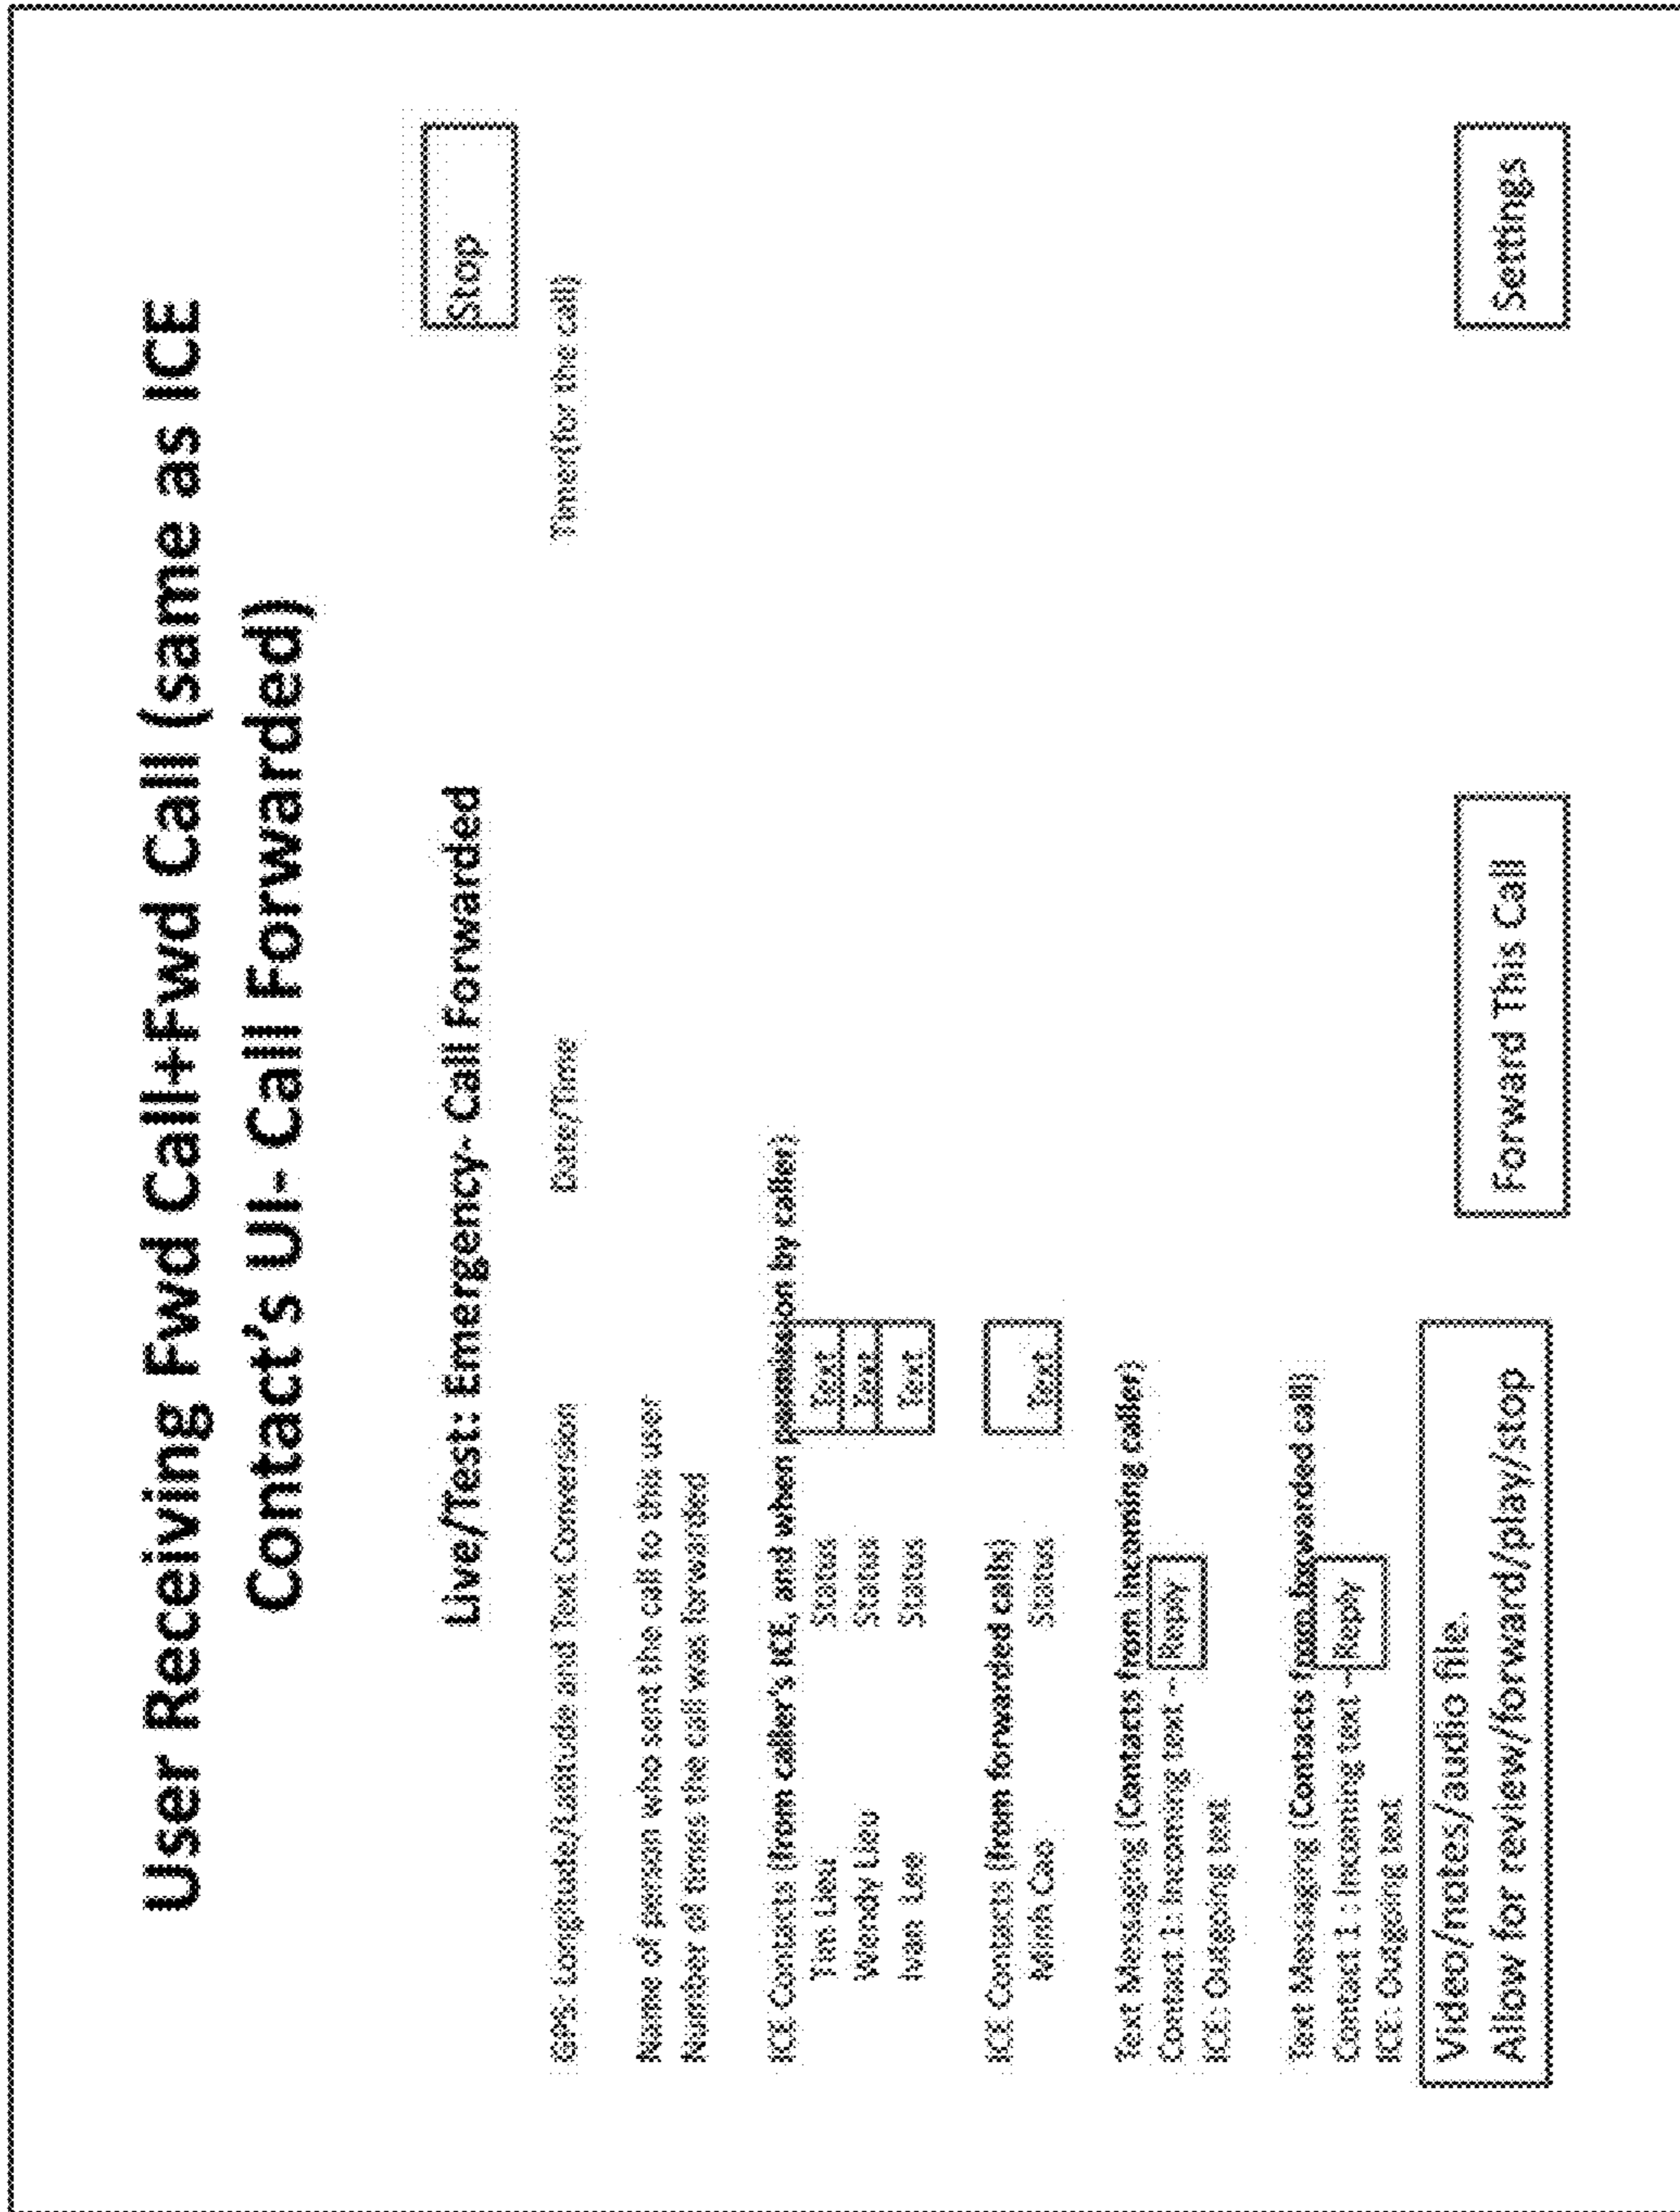 User Receiving Fwd Call+Fwd Call (same as ICE
Contact's UI- Call Forwarded)
Live/Test: Emergency- Call Forwarded
Stop
GPS: Longitude/Latitude and Text Conversion
Date/Time
Timer(for the call)
Name of person who sent the call to this user
Number of times the call was forwarded
ICE Contacts (from caller's ICE, and when permission by caller)
Tim Lieu Status Text
Wendy Lieu Status Text
Ivan Lee Status Text
ICE Contacts (from forwarded calls)
Minh Cao Status Text
Text Messaging (Contacts from incoming caller)
Contact 1: Incoming text -- Reply
ICE: Outgoing text
Text Messaging (Contacts from forwarded call)
Contact 1 : Incoming text -- Reply
ICE: Outgoing text
Video/notes/audio file.
Allow for review/forward/play/stop
Forward This Call
Settings